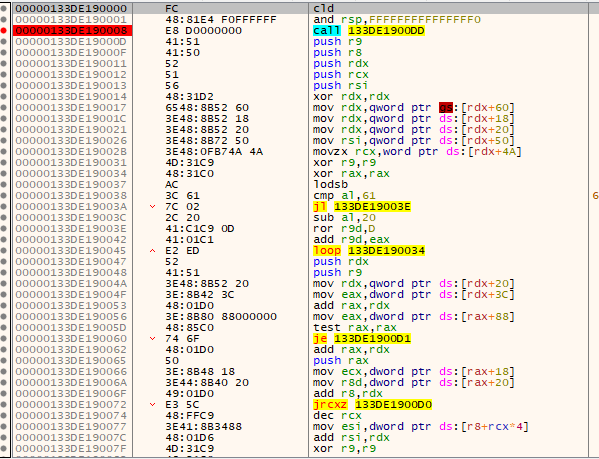 00000133DE190000 FC cld
00000133DE190001 48:81E4 F0FFFFFF and rsp,FFFFFFFFFFFFFFF0
00000133DE190008 E8 D0000000 call 133DE1900DD
00000133DE19000D 41:51 push r9
00000133DE19000F 41:50 push r8
00000133DE190011 52 push rdx
00000133DE190012 51 push rcx
00000133DE190013 56 push rsi
00000133DE190014 48:31D2 xor rdx,rdx
00000133DE190017 6548:8B52 60 mov rdx,qword ptr gs:[rdx+60]
00000133DE19001C 3E48:8B52 18 mov rdx,qword ptr ds:[rdx+18]
00000133DE190021 3E48:8B52 20 mov rdx,qword ptr ds:[rdx+20]
00000133DE190026 3E48:8B72 50 mov rsi,qword ptr ds:[rdx+50]
00000133DE19002B 3E48:0FB74A 4A movzx rcx,word ptr ds:[rdx+4A]
00000133DE190031 4D:31C9 xor r9,r9
00000133DE190034 48:31C0 xor rax,rax
00000133DE190037 AC lodsb
00000133DE190038 3C 61 cmp al,61 6
00000133DE19003A 7C 02 jl 133DE19003E
00000133DE19003C 2C 20 sub al,20
00000133DE19003E 41:C1C9 0D ror r9d,D
00000133DE190042 41:01C1 add r9d,eax
00000133DE190045 E2 ED loop 133DE190034
00000133DE190047 52 push rdx
00000133DE190048 41:51 push r9
00000133DE19004A 3E48:8B52 20 mov rdx,qword ptr ds:[rdx+20]
00000133DE19004F 3E:8B42 3C mov eax,dword ptr ds:[rdx+3C]
00000133DE190053 48:01D0 add rax,rdx
00000133DE190056 3E:8B80 88000000 mov eax,dword ptr ds:[rax+88]
00000133DE19005D 48:85C0 test rax,rax
00000133DE190060 74 6F je 133DE1900D1
00000133DE190062 48:01D0 add rax,rdx
00000133DE190065 50 push rax
00000133DE190066 3E:8B48 18 mov ecx,dword ptr ds:[rax+18]
00000133DE19006A 3E44:8B40 20 mov r8d,dword ptr ds:[rax+20]
00000133DE19006F 49:01D0 add r8,rdx
00000133DE190072 E3 5C jrcxz 133DE1900D0
00000133DE190074 48:FFC9 dec rcx
00000133DE190077 3E41:8B3488 mov esi,dword ptr ds:[r8+rcx*4]
00000133DE19007C 48:01D6 add rsi,rdx
00000133DE19007F 4D:31C9 xor r9,r9